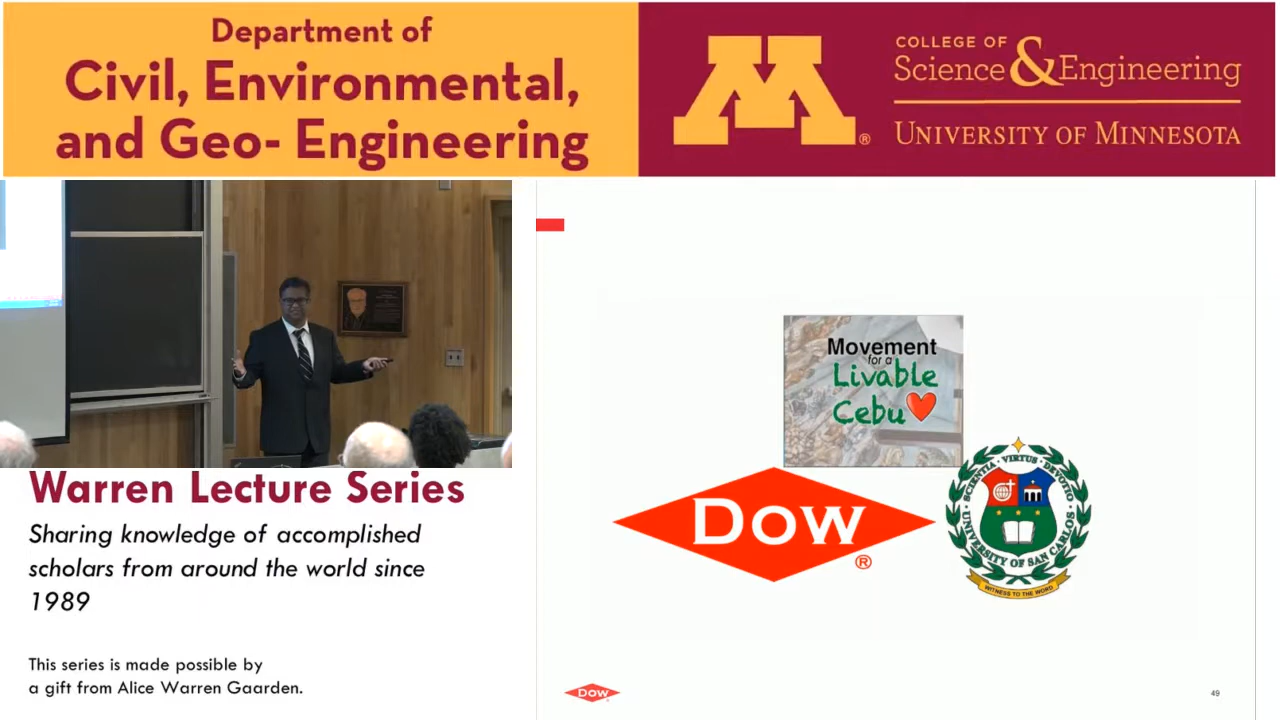 Department of
Civil, Environmental,
and Geo- Engineering
M®
COLLEGE OF
Science & Engineering
UNIVERSITY OF MINNESOTA
Warren Lecture Series
Sharing knowledge of accomplished
scholars from around the world since
1989
This series is made possible by
a gift from Alice Warren Gaarden.
Movement
for a
Livable
Cebu
DOW
®
SCIENTIA · VIRTUS · DEVOTIO
UNIVERSITY OF SAN CARLOS
WITNESS TO THE WORD
DOW
49